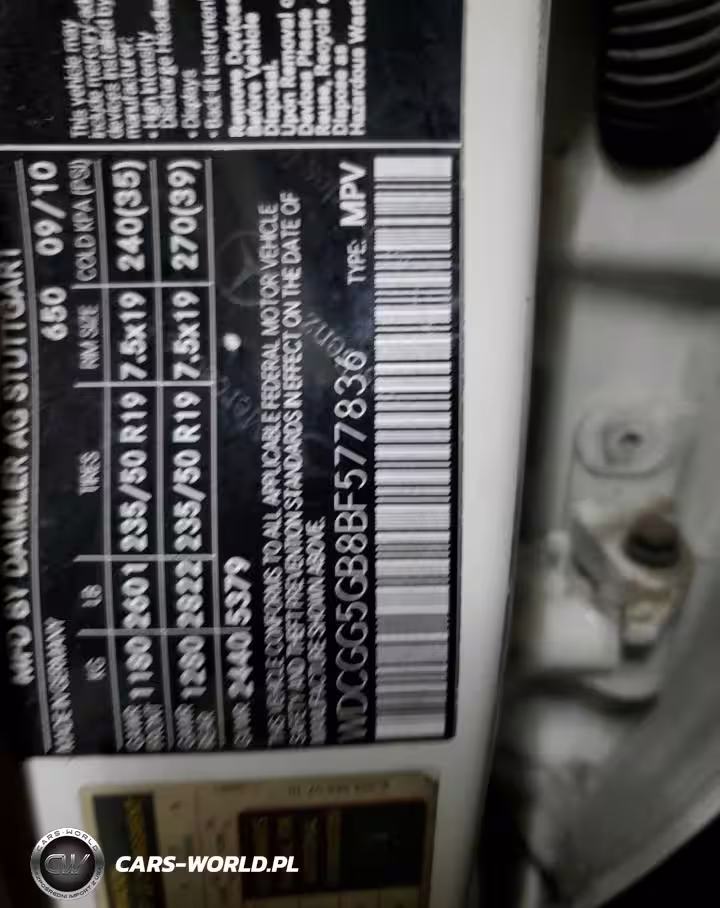 This vehicle may
include mercury
devices installed by
manufacturer:
• High Intensity
Discharge Headla
• Displays
• Back-lit Instrument
Remove Devices
Before Vehicle
Disposal.
Upon Removal of
Devices Please
Reuse, Recycle or
Dispose as
Hazardous Waste
MFD BY DAIMLER AG STUTTGART
MADE IN GERMANY 650 09/10
KG LB TIRES RIM SIZE COLD KPA (PSI)
GAWR FRONT 1180 2601 235/50 R19 7.5x19 240(35)
GAWR REAR 1280 2822 235/50 R19 7.5x19 270(39)
GVWR 2440 5379
THIS VEHICLE CONFORMS TO ALL APPLICABLE FEDERAL MOTOR VEHICLE
SAFETY AND THEFT PREVENTION STANDARDS IN EFFECT ON THE DATE OF
MANUFACTURE SHOWN ABOVE.
WDCGG5GB8BF577836 TYPE: MPV
CARS-WORLD
CW
CARS-WORLD.PL